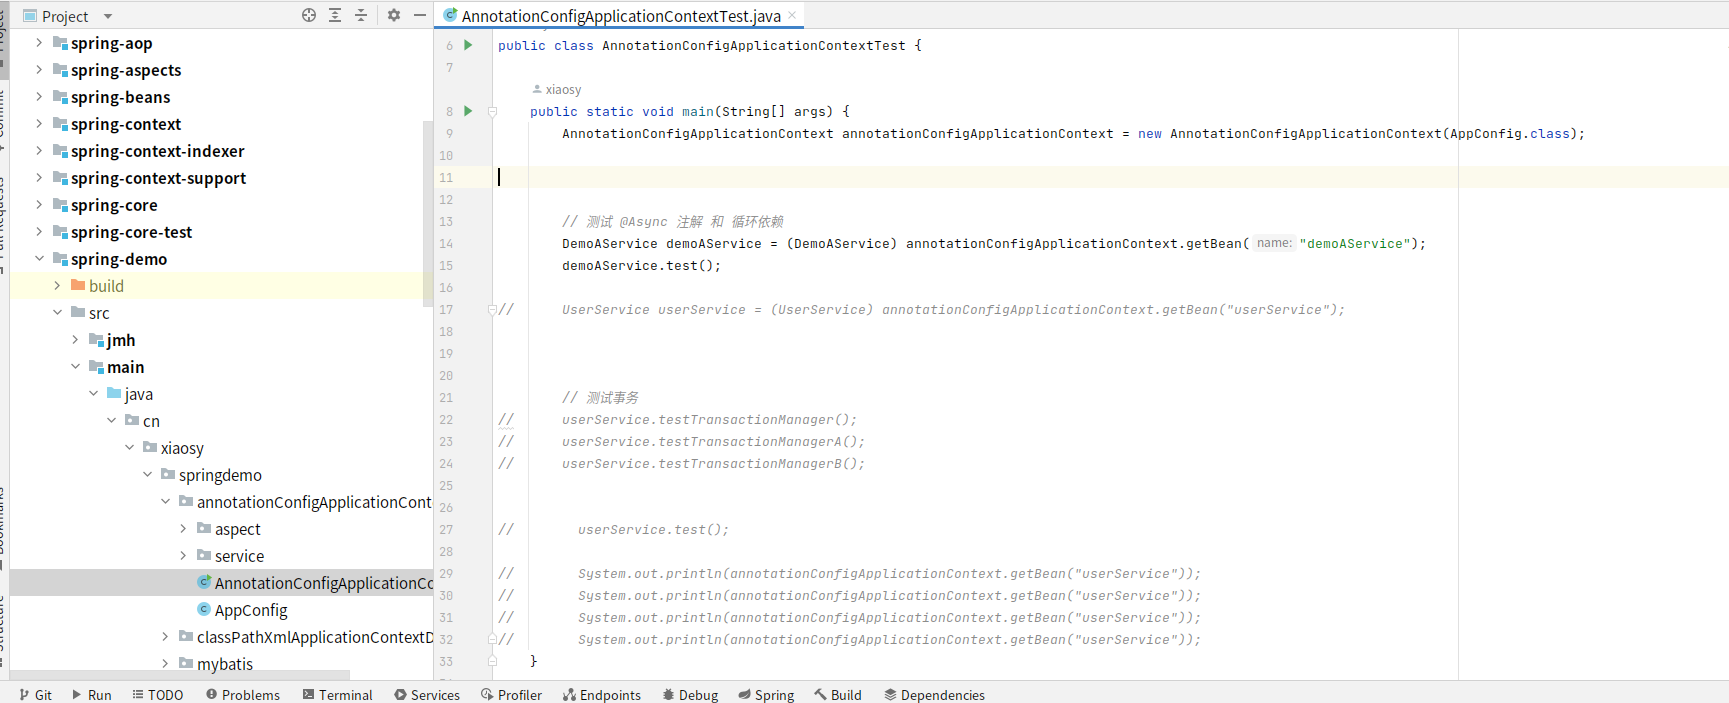 Project
AnnotationConfigApplicationContextTest.java
spring-aop
spring-aspects
spring-beans
spring-context
spring-context-indexer
spring-context-support
spring-core
spring-core-test
spring-demo
build
src
jmh
main
java
cn
xiaosy
springdemo
annotationConfigApplicationCont
aspect
service
AnnotationConfigApplicationCo
AppConfig
classPathXmlApplicationContextD
mybatis
6 public class AnnotationConfigApplicationContextTest {
7
xiaosy
8 public static void main(String[] args) {
9 AnnotationConfigApplicationContext annotationConfigApplicationContext = new AnnotationConfigApplicationContext(AppConfig.class);
10
11
12
13 // 测试 @Async 注解 和 循环依赖
14 DemoAService demoAService = (DemoAService) annotationConfigApplicationContext.getBean( name: "demoAService");
15 demoAService.test();
16
17 // UserService userService = (UserService) annotationConfigApplicationContext.getBean("userService");
18
19
20
21 // 测试事务
22 // userService.testTransactionManager();
23 // userService.testTransactionManagerA();
24 // userService.testTransactionManagerB();
25
26
27 // userService.test();
28
29 // System.out.println(annotationConfigApplicationContext.getBean("userService"));
30 // System.out.println(annotationConfigApplicationContext.getBean("userService"));
31 // System.out.println(annotationConfigApplicationContext.getBean("userService"));
32 // System.out.println(annotationConfigApplicationContext.getBean("userService"));
33 }
Git Run TODO Problems Terminal Services Profiler Endpoints Debug Spring Build Dependencies